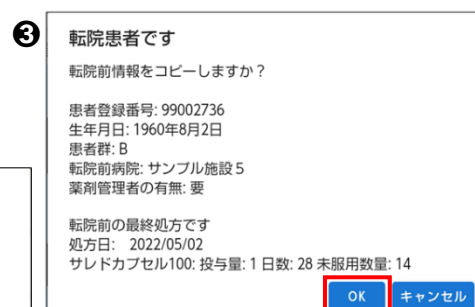 ❸
転院患者です
転院前情報をコピーしますか？
患者登録番号: 99002736
生年月日: 1960年8月2日
患者群: B
転院前病院: サンプル施設５
薬剤管理者の有無: 要
転院前の最終処方です
処方日: 2022/05/02
サレドカプセル100: 投与量: 1 日数: 28 未服用数量: 14
OK キャンセル